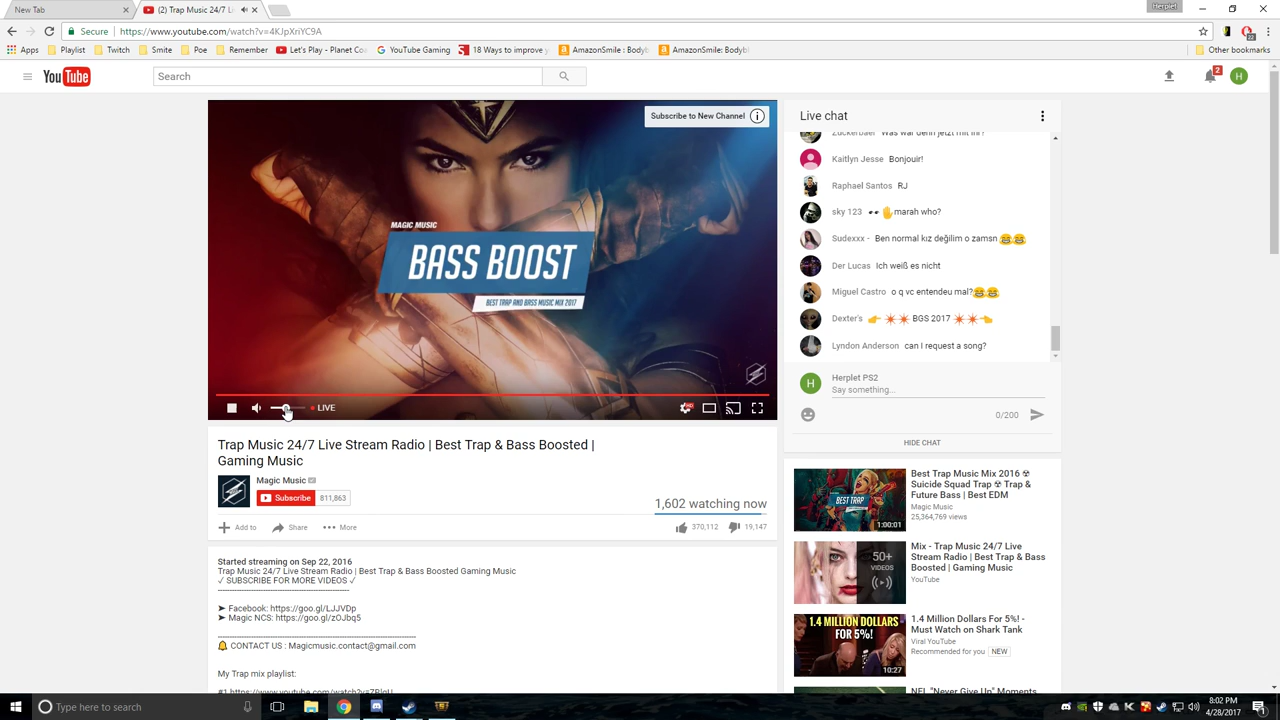 Herplet
New Tab
(2) Trap Music 24/7 Li
Secure
https://www.youtube.com/watch?v=4KJpXriYC9A
Apps
Playlist
Twitch
Smite
Poe
Remember
Let's Play - Planet Co
YouTube Gaming
18 Ways to improve y
AmazonSmile : Bodyb
AmazonSmile: Bodyb
Other bookmarks
YouTube
Search
2
H
Subscribe to New Channel
MAGIC MUSIC
BASS BOOST
BEST TRAP AND BASS MUSIC MIX 2017
LIVE
HD
Live chat
Kaitlyn Jesse Bonjouir!
Raphael Santos RJ
sky 123 👀✋marah who?
Sudexxx - Ben normal kız değilim o zamsn 😂😂
Der Lucas Ich weiß es nicht
Miguel Castro o q vc entendeu mal?😂😂
Dexter's 👉 💥💥 BGS 2017 💥💥👈
Lyndon Anderson can I request a song?
H
Herplet PS2
Say something...
0/200
HIDE CHAT
Trap Music 24/7 Live Stream Radio | Best Trap & Bass Boosted |
Gaming Music
Magic Music
Subscribe 811,863
1,602 watching now
Add to
Share
More
370,112
19,147
Started streaming on Sep 22, 2016
Trap Music 24/7 Live Stream Radio | Best Trap & Bass Boosted Gaming Music
✓ SUBSCRIBE FOR MORE VIDEOS ✓
➤ Facebook: https://goo.gl/LJJVDp
➤ Magic NCS: https://goo.gl/zOJbq5
🔔 CONTACT US : Magicmusic.contact@gmail.com
My Trap mix playlist:
BEST TRAP
1:00:01
Best Trap Music Mix 2016 ☢
Suicide Squad Trap ☢ Trap &
Future Bass | Best EDM
Magic Music
25,364,769 views
50+
VIDEOS
Mix - Trap Music 24/7 Live
Stream Radio | Best Trap & Bass
Boosted | Gaming Music
YouTube
1.4 MILLION DOLLARS
FOR 5%!
10:27
1.4 Million Dollars For 5%! -
Must Watch on Shark Tank
Viral YouTube
Recommended for you NEW
NFL "Never Give Up" Moments
Type here to search
8:02 PM
4/28/2017